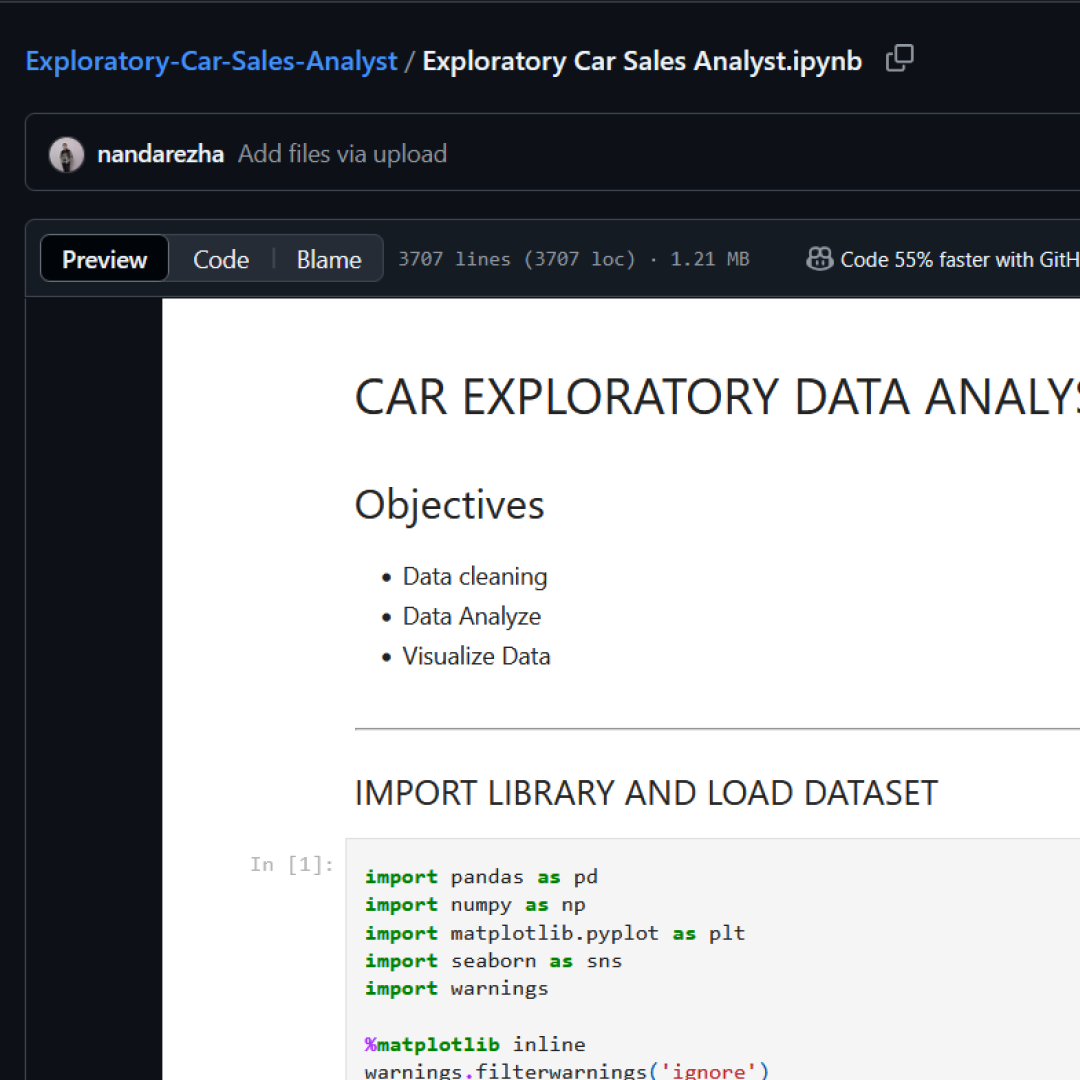 Exploratory-Car-Sales-Analyst / Exploratory Car Sales Analyst.ipynb
nandarezha Add files via upload
Preview Code Blame 3707 lines (3707 loc) · 1.21 MB Code 55% faster with GitH
CAR EXPLORATORY DATA ANALYS
Objectives
• Data cleaning
• Data Analyze
• Visualize Data
IMPORT LIBRARY AND LOAD DATASET
In [1]:
import pandas as pd
import numpy as np
import matplotlib.pyplot as plt
import seaborn as sns
import warnings
%matplotlib inline
warnings.filterwarnings('ignore')